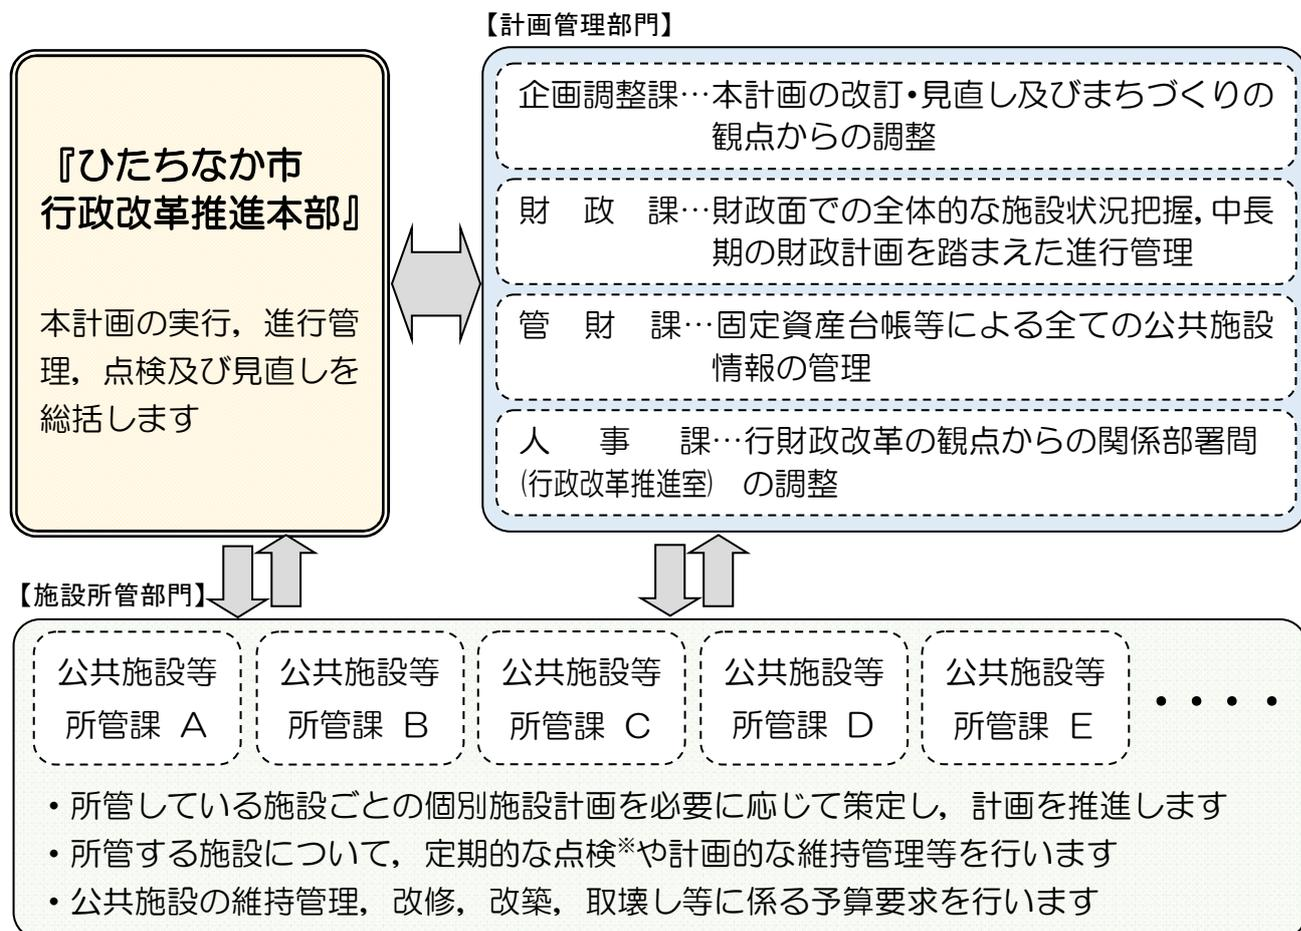 【計画管理部門】
『ひたちなか市
行政改革推進本部』
本計画の実行，進行管
理，点検及び見直しを
総括します
企画調整課…本計画の改訂・見直し及びまちづくりの
観点からの調整
財　政　課…財政面での全体的な施設状況把握，中長
期の財政計画を踏まえた進行管理
管　財　課…固定資産台帳等による全ての公共施設
情報の管理
人　事　課…行財政改革の観点からの関係部署間
(行政改革推進室)　の調整
【施設所管部門】
公共施設等
所管課 A
公共施設等
所管課 B
公共施設等
所管課 C
公共施設等
所管課 D
公共施設等
所管課 E
・・・・
・所管している施設ごとの個別施設計画を必要に応じて策定し，計画を推進します
・所管する施設について，定期的な点検※や計画的な維持管理等を行います
・公共施設の維持管理，改修，改築，取壊し等に係る予算要求を行います